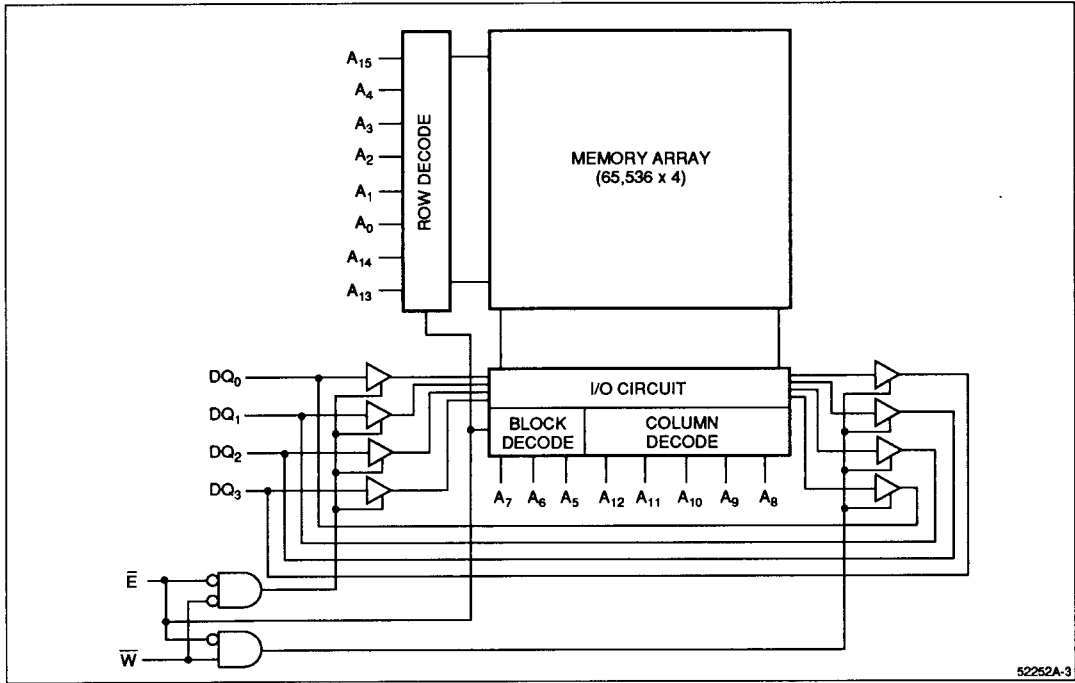 A15
A4
A3
A2
A1
A0
A14
A13
ROW DECODE
MEMORY ARRAY
(65,536 x 4)
DQ0
DQ1
DQ2
DQ3
I/O CIRCUIT
BLOCK
DECODE
COLUMN
DECODE
A7 A6 A5 A12 A11 A10 A9 A8
E̅
W̅
52252A-3